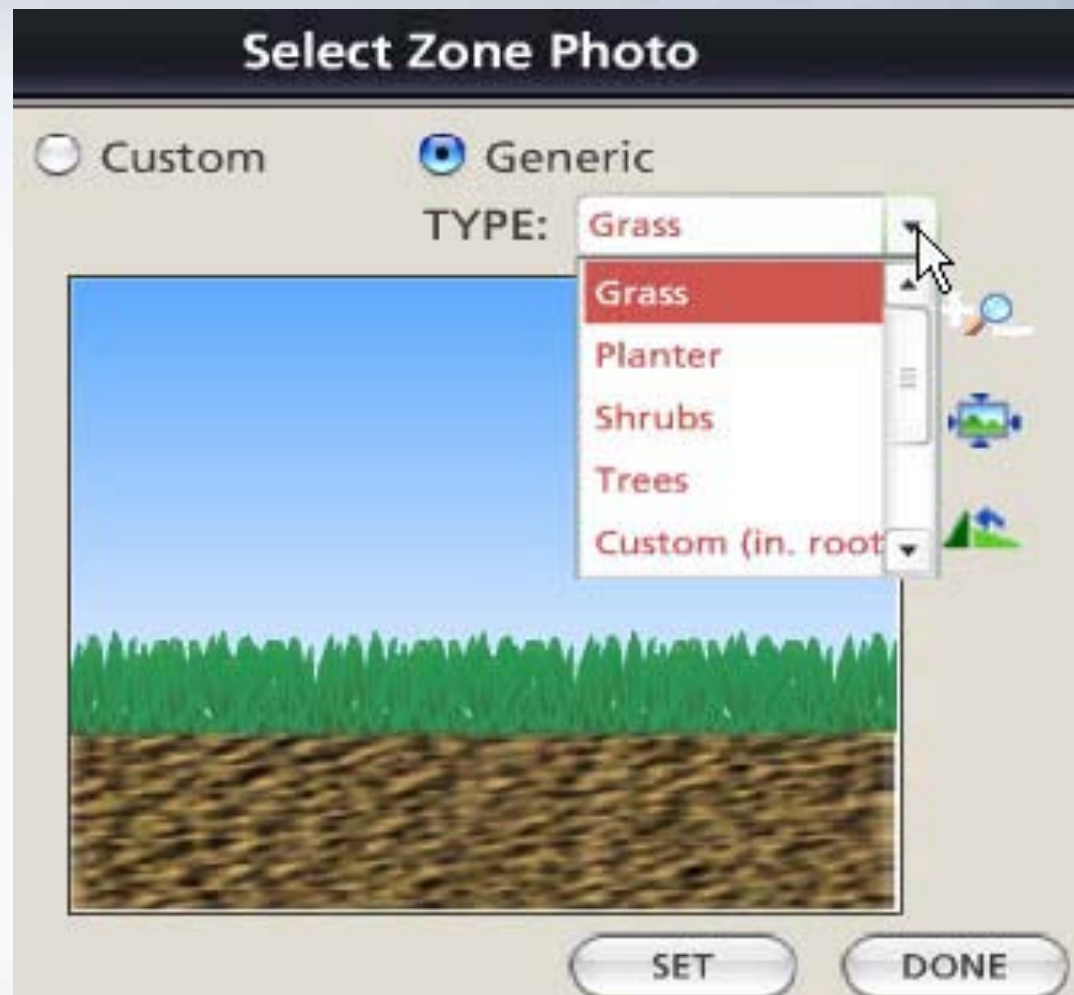 Select Zone Photo
Custom Generic
TYPE: Grass
Grass
Planter
Shrubs
Trees
Custom (in. root
SET DONE